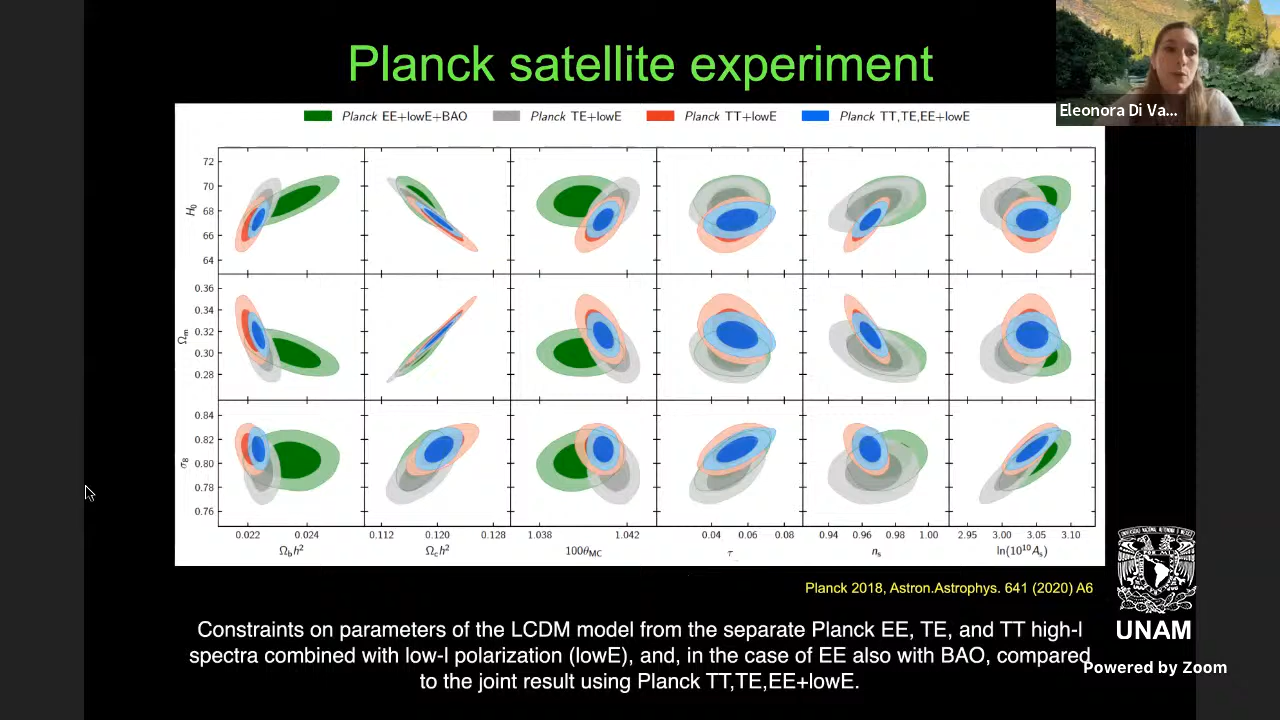 Planck satellite experiment
Eleonora Di Va...
Planck EE+lowE+BAO Planck TE+lowE Planck TT+lowE Planck TT,TE,EE+lowE
72
70
68
66
64
H₀
0.36
0.34
0.32
0.30
0.28
Ωₘ
0.84
0.82
0.80
0.78
0.76
σ₈
0.022 0.024 0.112 0.120 0.128 1.038 1.042 0.04 0.06 0.08 0.94 0.96 0.98 1.00 2.95 3.00 3.05 3.10
Ω_bh² Ω_ch² 100θ_MC τ nₛ ln(10¹⁰Aₛ)
Planck 2018, Astron.Astrophys. 641 (2020) A6
Constraints on parameters of the LCDM model from the separate Planck EE, TE, and TT high-l
spectra combined with low-l polarization (lowE), and, in the case of EE also with BAO, compared
to the joint result using Planck TT,TE,EE+lowE.
UNAM
Powered by Zoom